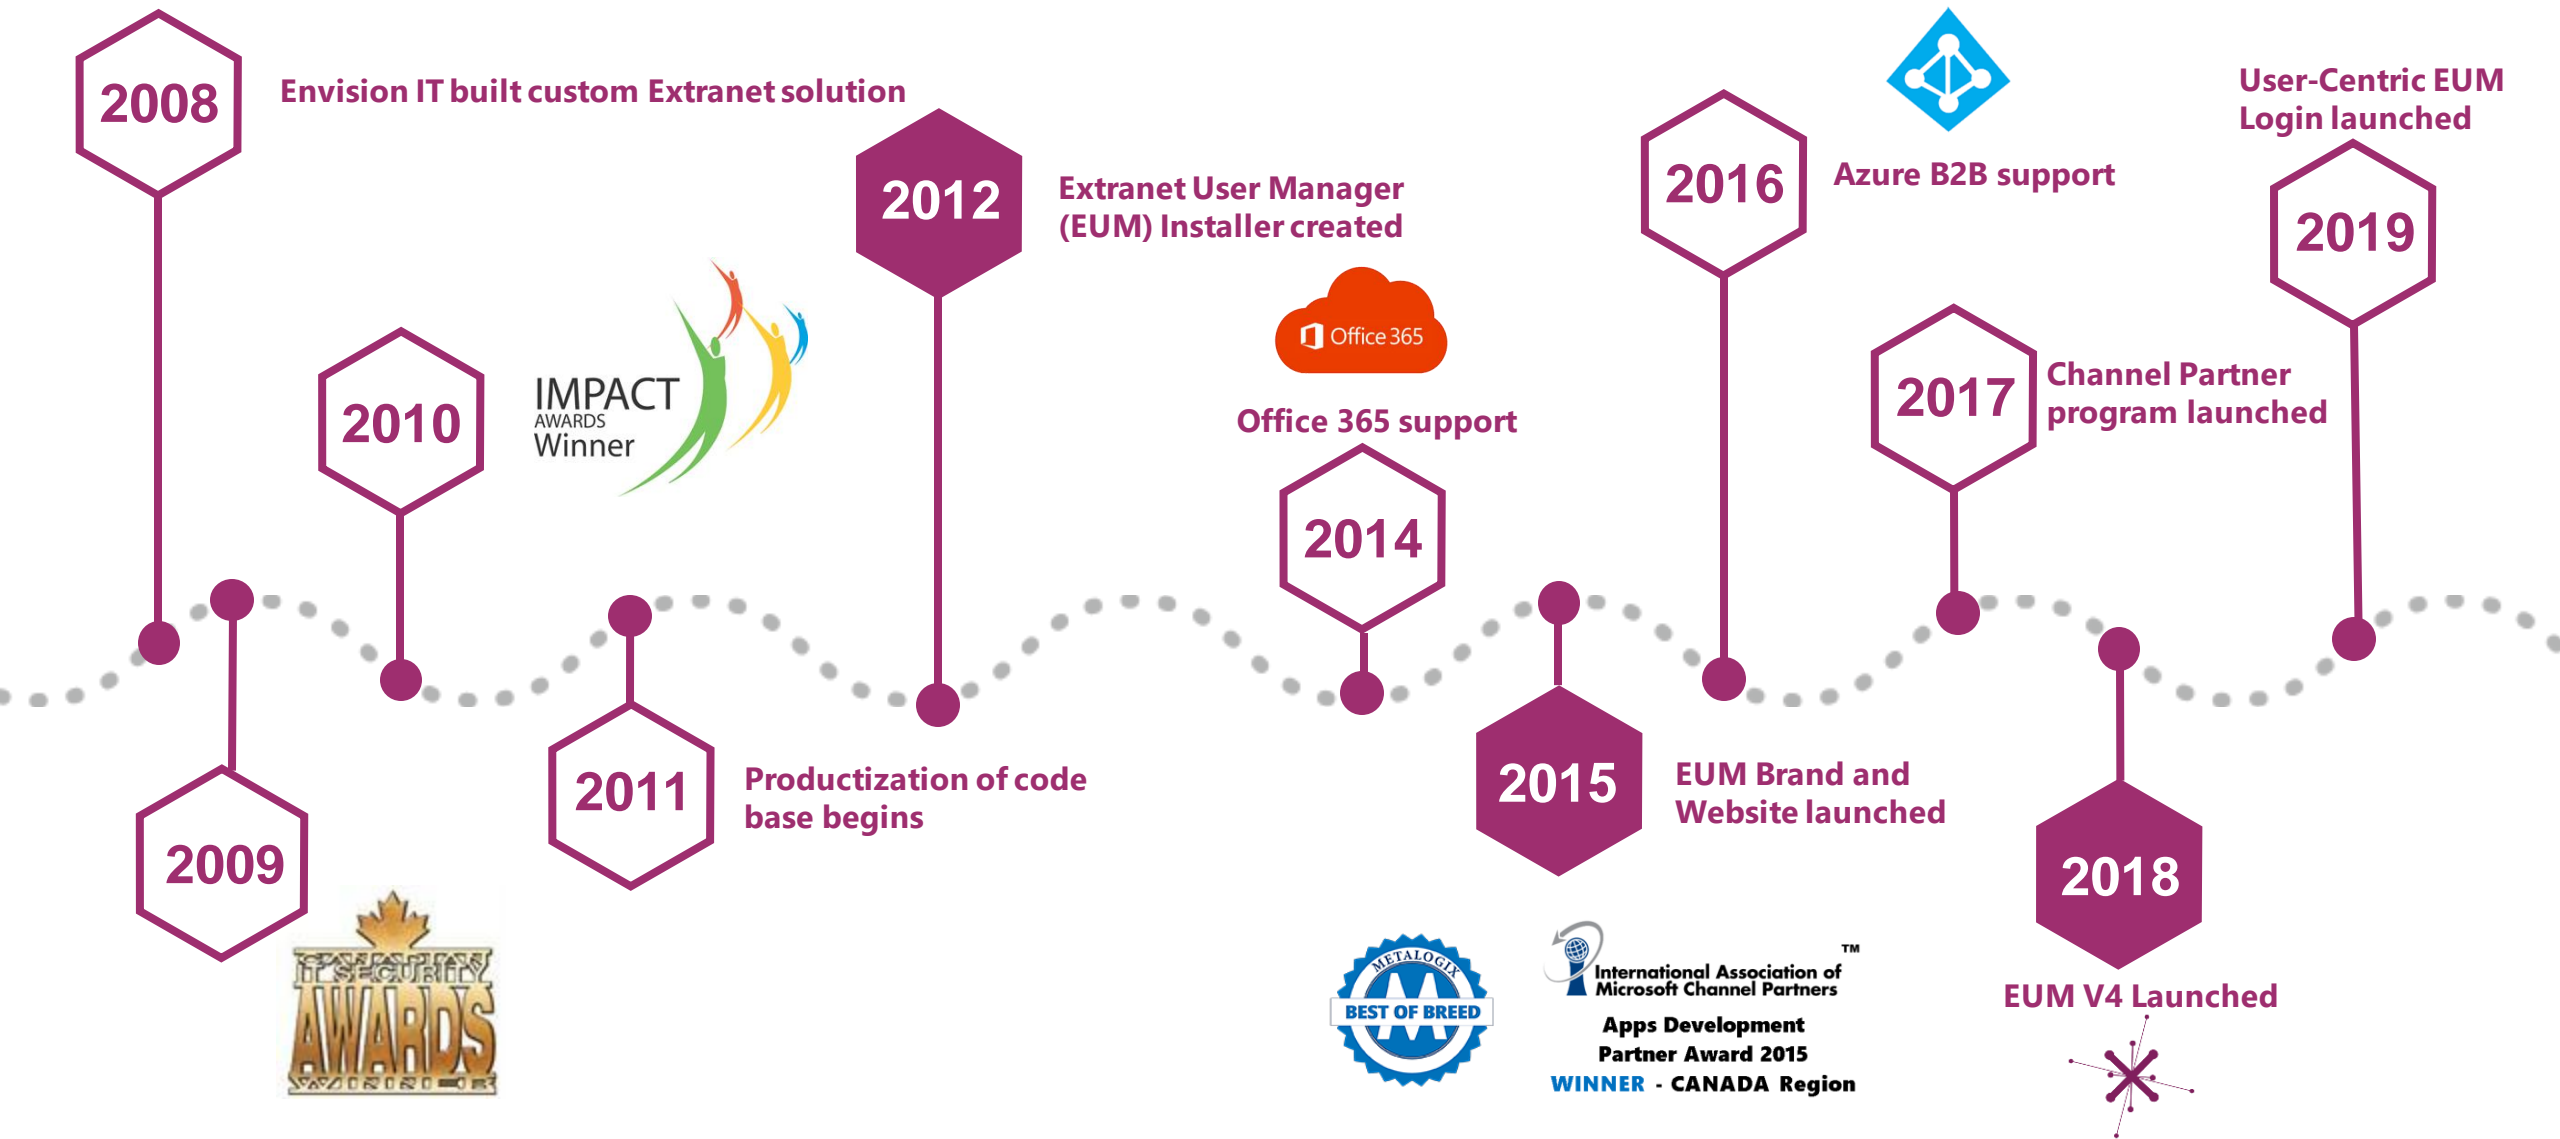 2008
Envision IT built custom Extranet solution
2009
IT SECURITY
AWARDS
2010
IMPACT
AWARDS
Winner
2011
Productization of code
base begins
2012
Extranet User Manager
(EUM) Installer created
Office 365
Office 365 support
2014
2015
EUM Brand and
Website launched
METALOGIX
BEST OF BREED
TM
International Association of
Microsoft Channel Partners
Apps Development
Partner Award 2015
WINNER - CANADA Region
2016
Azure B2B support
2017
Channel Partner
program launched
2018
EUM V4 Launched
User-Centric EUM
Login launched
2019